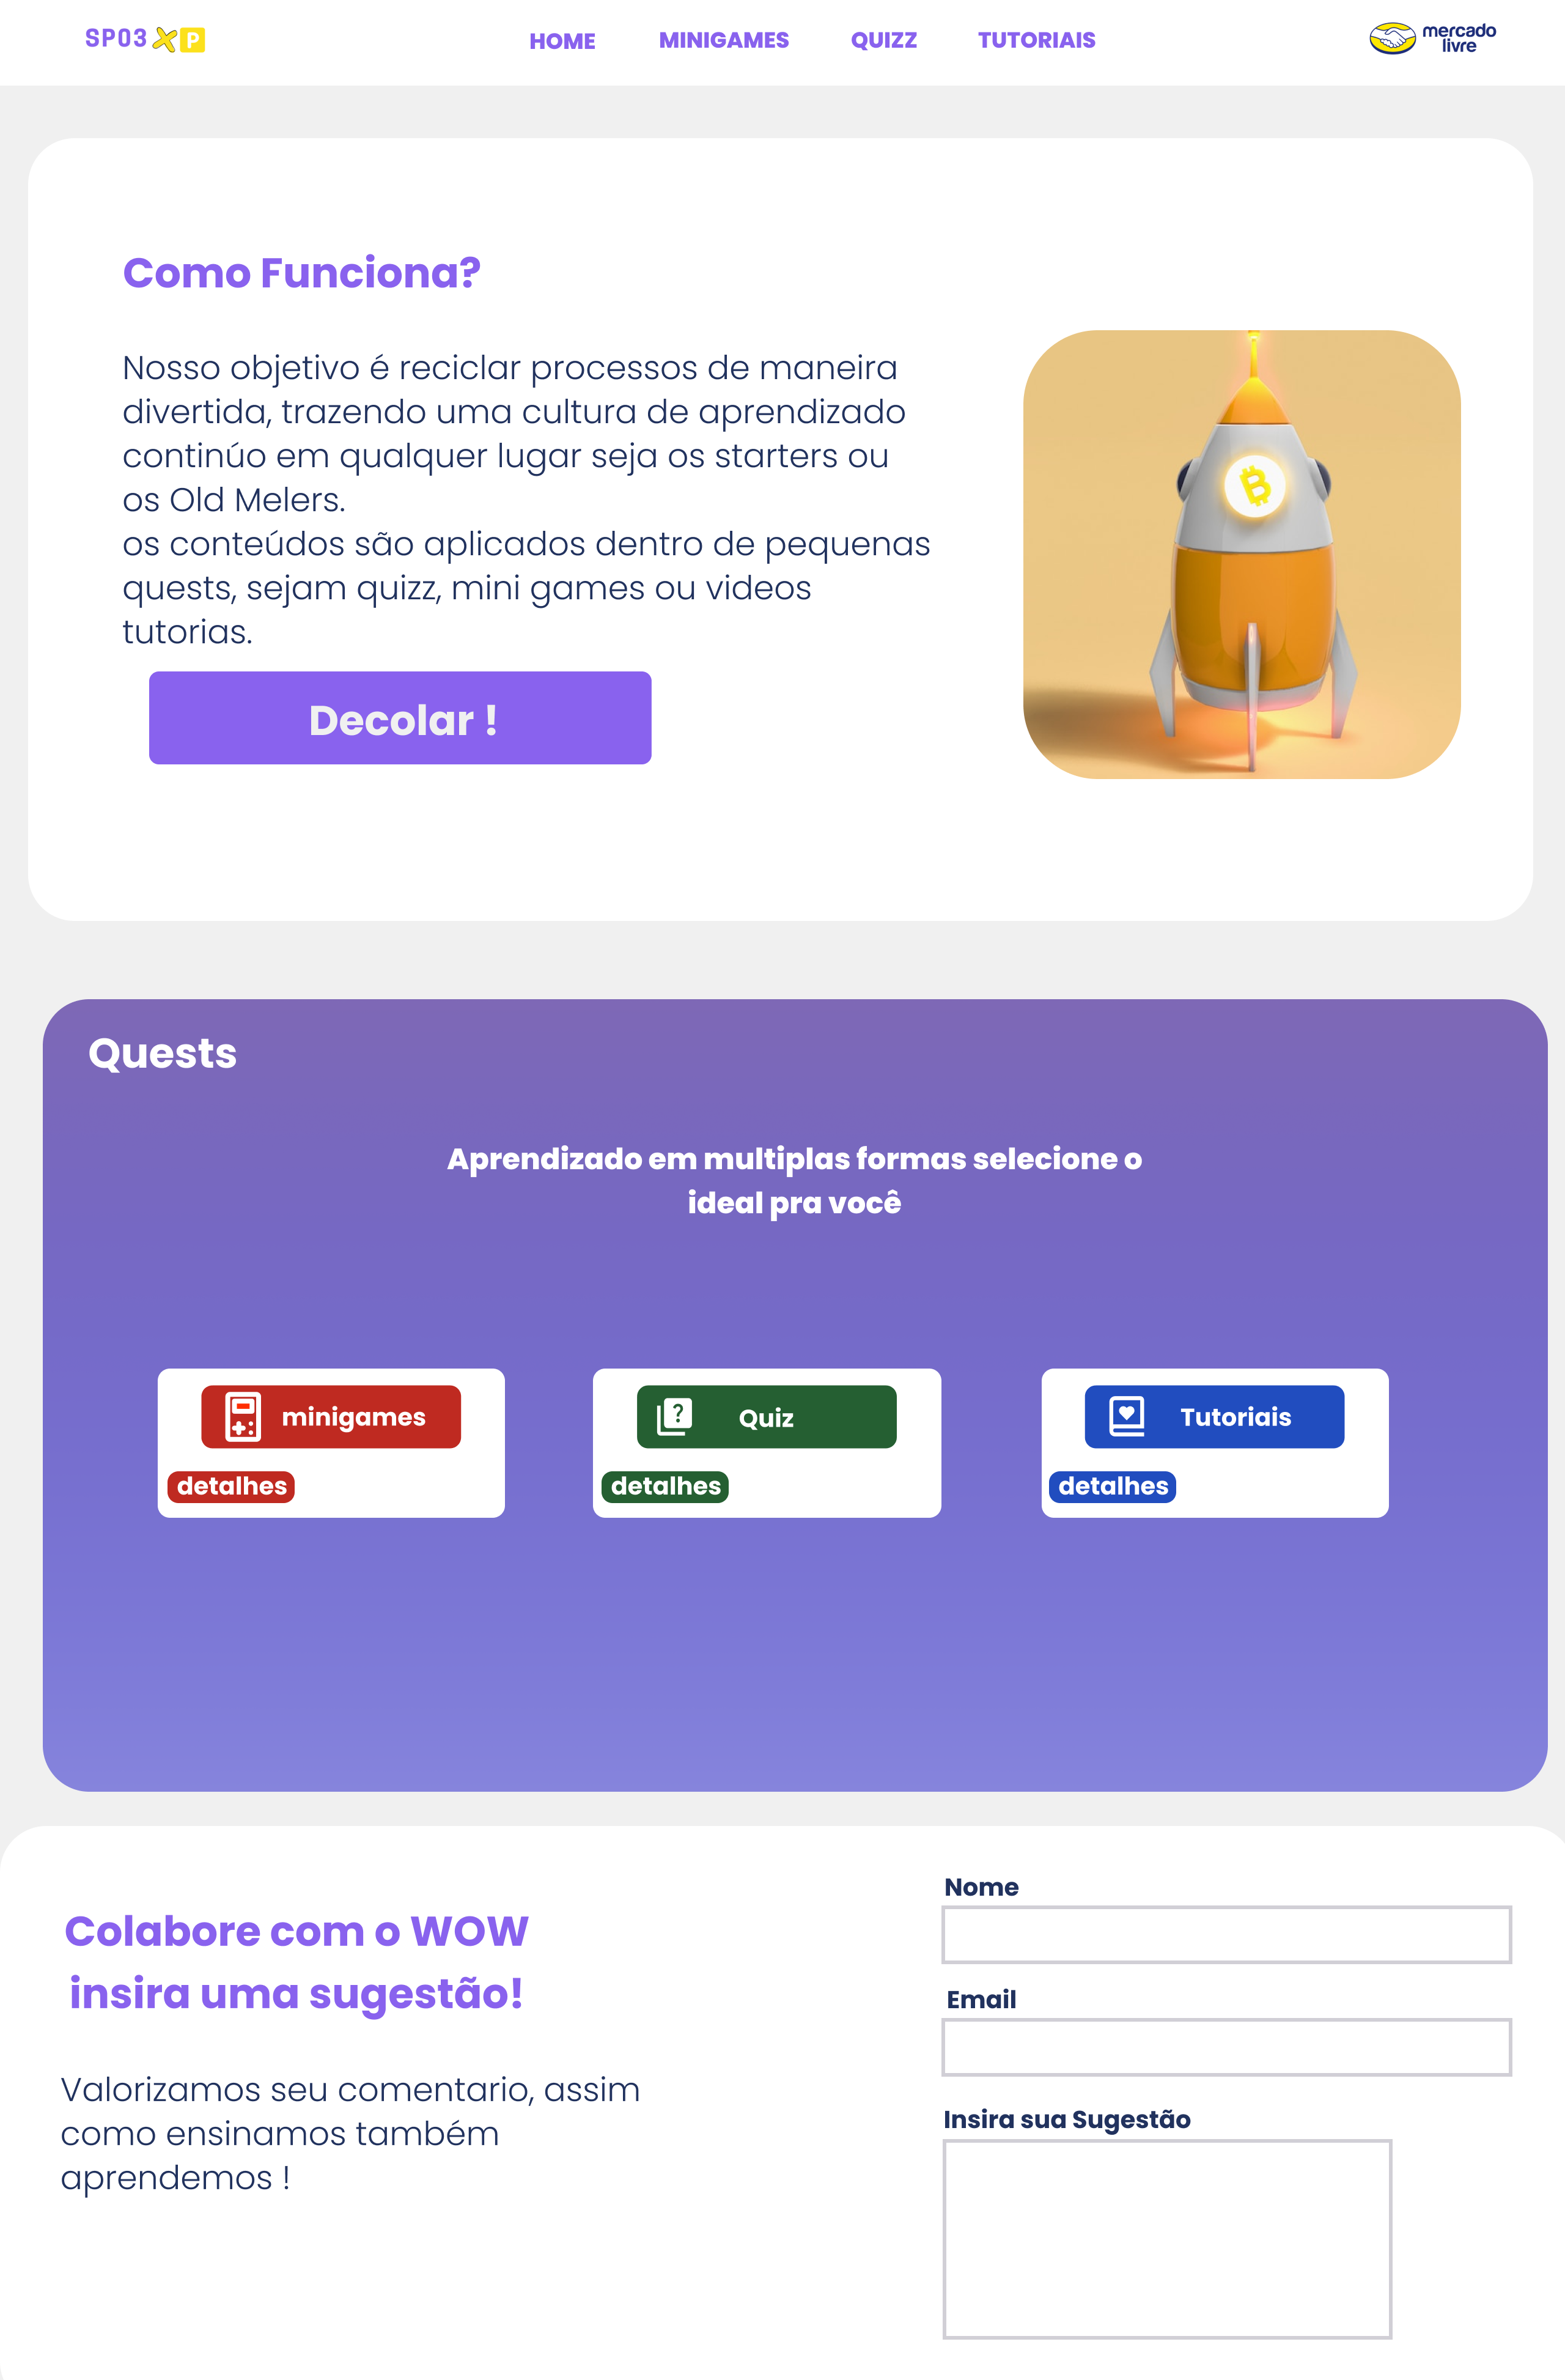 SP03 XP
HOME
MINIGAMES
QUIZZ
TUTORIAIS
mercado
livre
Como Funciona?
Nosso objetivo é reciclar processos de maneira
divertida, trazendo uma cultura de aprendizado
continúo em qualquer lugar seja os starters ou
os Old Melers.
os conteúdos são aplicados dentro de pequenas
quests, sejam quizz, mini games ou videos
tutorias.
Decolar !
Quests
Aprendizado em multiplas formas selecione o
ideal pra você
minigames
detalhes
Quiz
detalhes
Tutoriais
detalhes
Colabore com o WOW
insira uma sugestão!
Valorizamos seu comentario, assim
como ensinamos também
aprendemos !
Nome
Email
Insira sua Sugestão